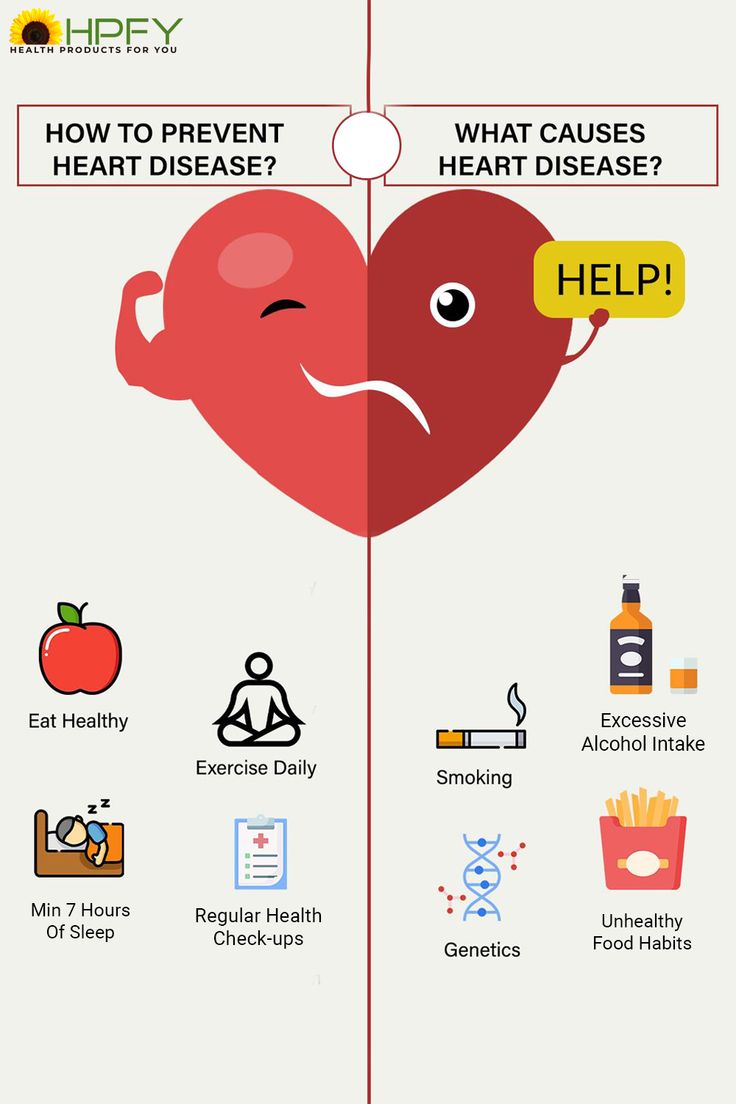 HPFY
HEALTH PRODUCTS FOR YOU
HOW TO PREVENT
HEART DISEASE?
WHAT CAUSES
HEART DISEASE?
HELP!
Eat Healthy
Exercise Daily
z z
Min 7 Hours
Of Sleep
Regular Health
Check-ups
Smoking
Excessive
Alcohol Intake
Genetics
Unhealthy
Food Habits